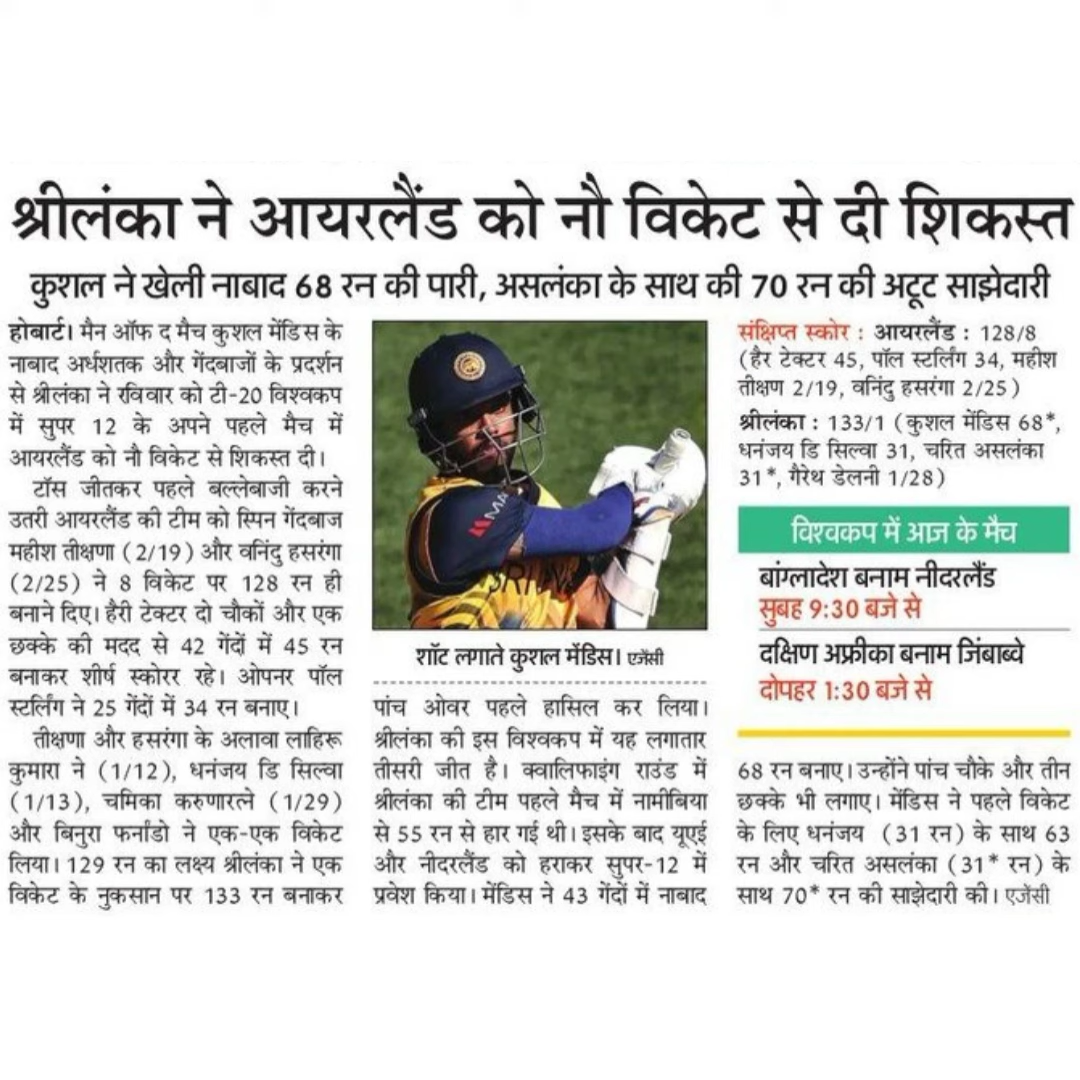 श्रीलंका ने आयरलैंड को नौ विकेट से दी शिकस्त
कुशल ने खेली नाबाद 68 रन की पारी, असलंका के साथ की 70 रन की अटूट साझेदारी
होबार्ट। मैन ऑफ द मैच कुशल मेंडिस के
नाबाद अर्धशतक और गेंदबाजों के प्रदर्शन
से श्रीलंका ने रविवार को टी-20 विश्वकप
में सुपर 12 के अपने पहले मैच में
आयरलैंड को नौ विकेट से शिकस्त दी।
टॉस जीतकर पहले बल्लेबाजी करने
उतरी आयरलैंड की टीम को स्पिन गेंदबाज
महीश तीक्षणा (2/19) और वनिंदु हसरंगा
(2/25) ने 8 विकेट पर 128 रन ही
बनाने दिए। हैरी टेक्टर दो चौकों और एक
छक्के की मदद से 42 गेंदों में 45 रन
बनाकर शीर्ष स्कोरर रहे। ओपनर पॉल
स्टर्लिंग ने 25 गेंदों में 34 रन बनाए।
तीक्षणा और हसरंगा के अलावा लाहिरू
कुमारा ने (1/12), धनंजय डि सिल्वा
(1/13), चमिका करुणारत्ने (1/29)
और बिनुरा फर्नांडो ने एक-एक विकेट
लिया। 129 रन का लक्ष्य श्रीलंका ने एक
विकेट के नुकसान पर 133 रन बनाकर
SRI
शॉट लगाते कुशल मेंडिस। एजेंसी
पांच ओवर पहले हासिल कर लिया।
श्रीलंका की इस विश्वकप में यह लगातार
तीसरी जीत है। क्वालिफाइंग राउंड में
श्रीलंका की टीम पहले मैच में नामीबिया
से 55 रन से हार गई थी। इसके बाद यूएई
और नीदरलैंड को हराकर सुपर-12 में
प्रवेश किया। मेंडिस ने 43 गेंदों में नाबाद
संक्षिप्त स्कोर : आयरलैंड : 128/8
(हैर टेक्टर 45, पॉल स्टर्लिंग 34, महीश
तीक्षण 2/19, वनिंदु हसरंगा 2/25)
श्रीलंका : 133/1 (कुशल मेंडिस 68*,
धनंजय डि सिल्वा 31, चरित असलंका
31*, गैरेथ डेलनी 1/28)
विश्वकप में आज के मैच
बांग्लादेश बनाम नीदरलैंड
सुबह 9:30 बजे से
दक्षिण अफ्रीका बनाम जिंबाब्वे
दोपहर 1:30 बजे से
68 रन बनाए। उन्होंने पांच चौके और तीन
छक्के भी लगाए। मेंडिस ने पहले विकेट
के लिए धनंजय (31 रन) के साथ 63
रन और चरित असलंका (31* रन) के
साथ 70* रन की साझेदारी की। एजेंसी